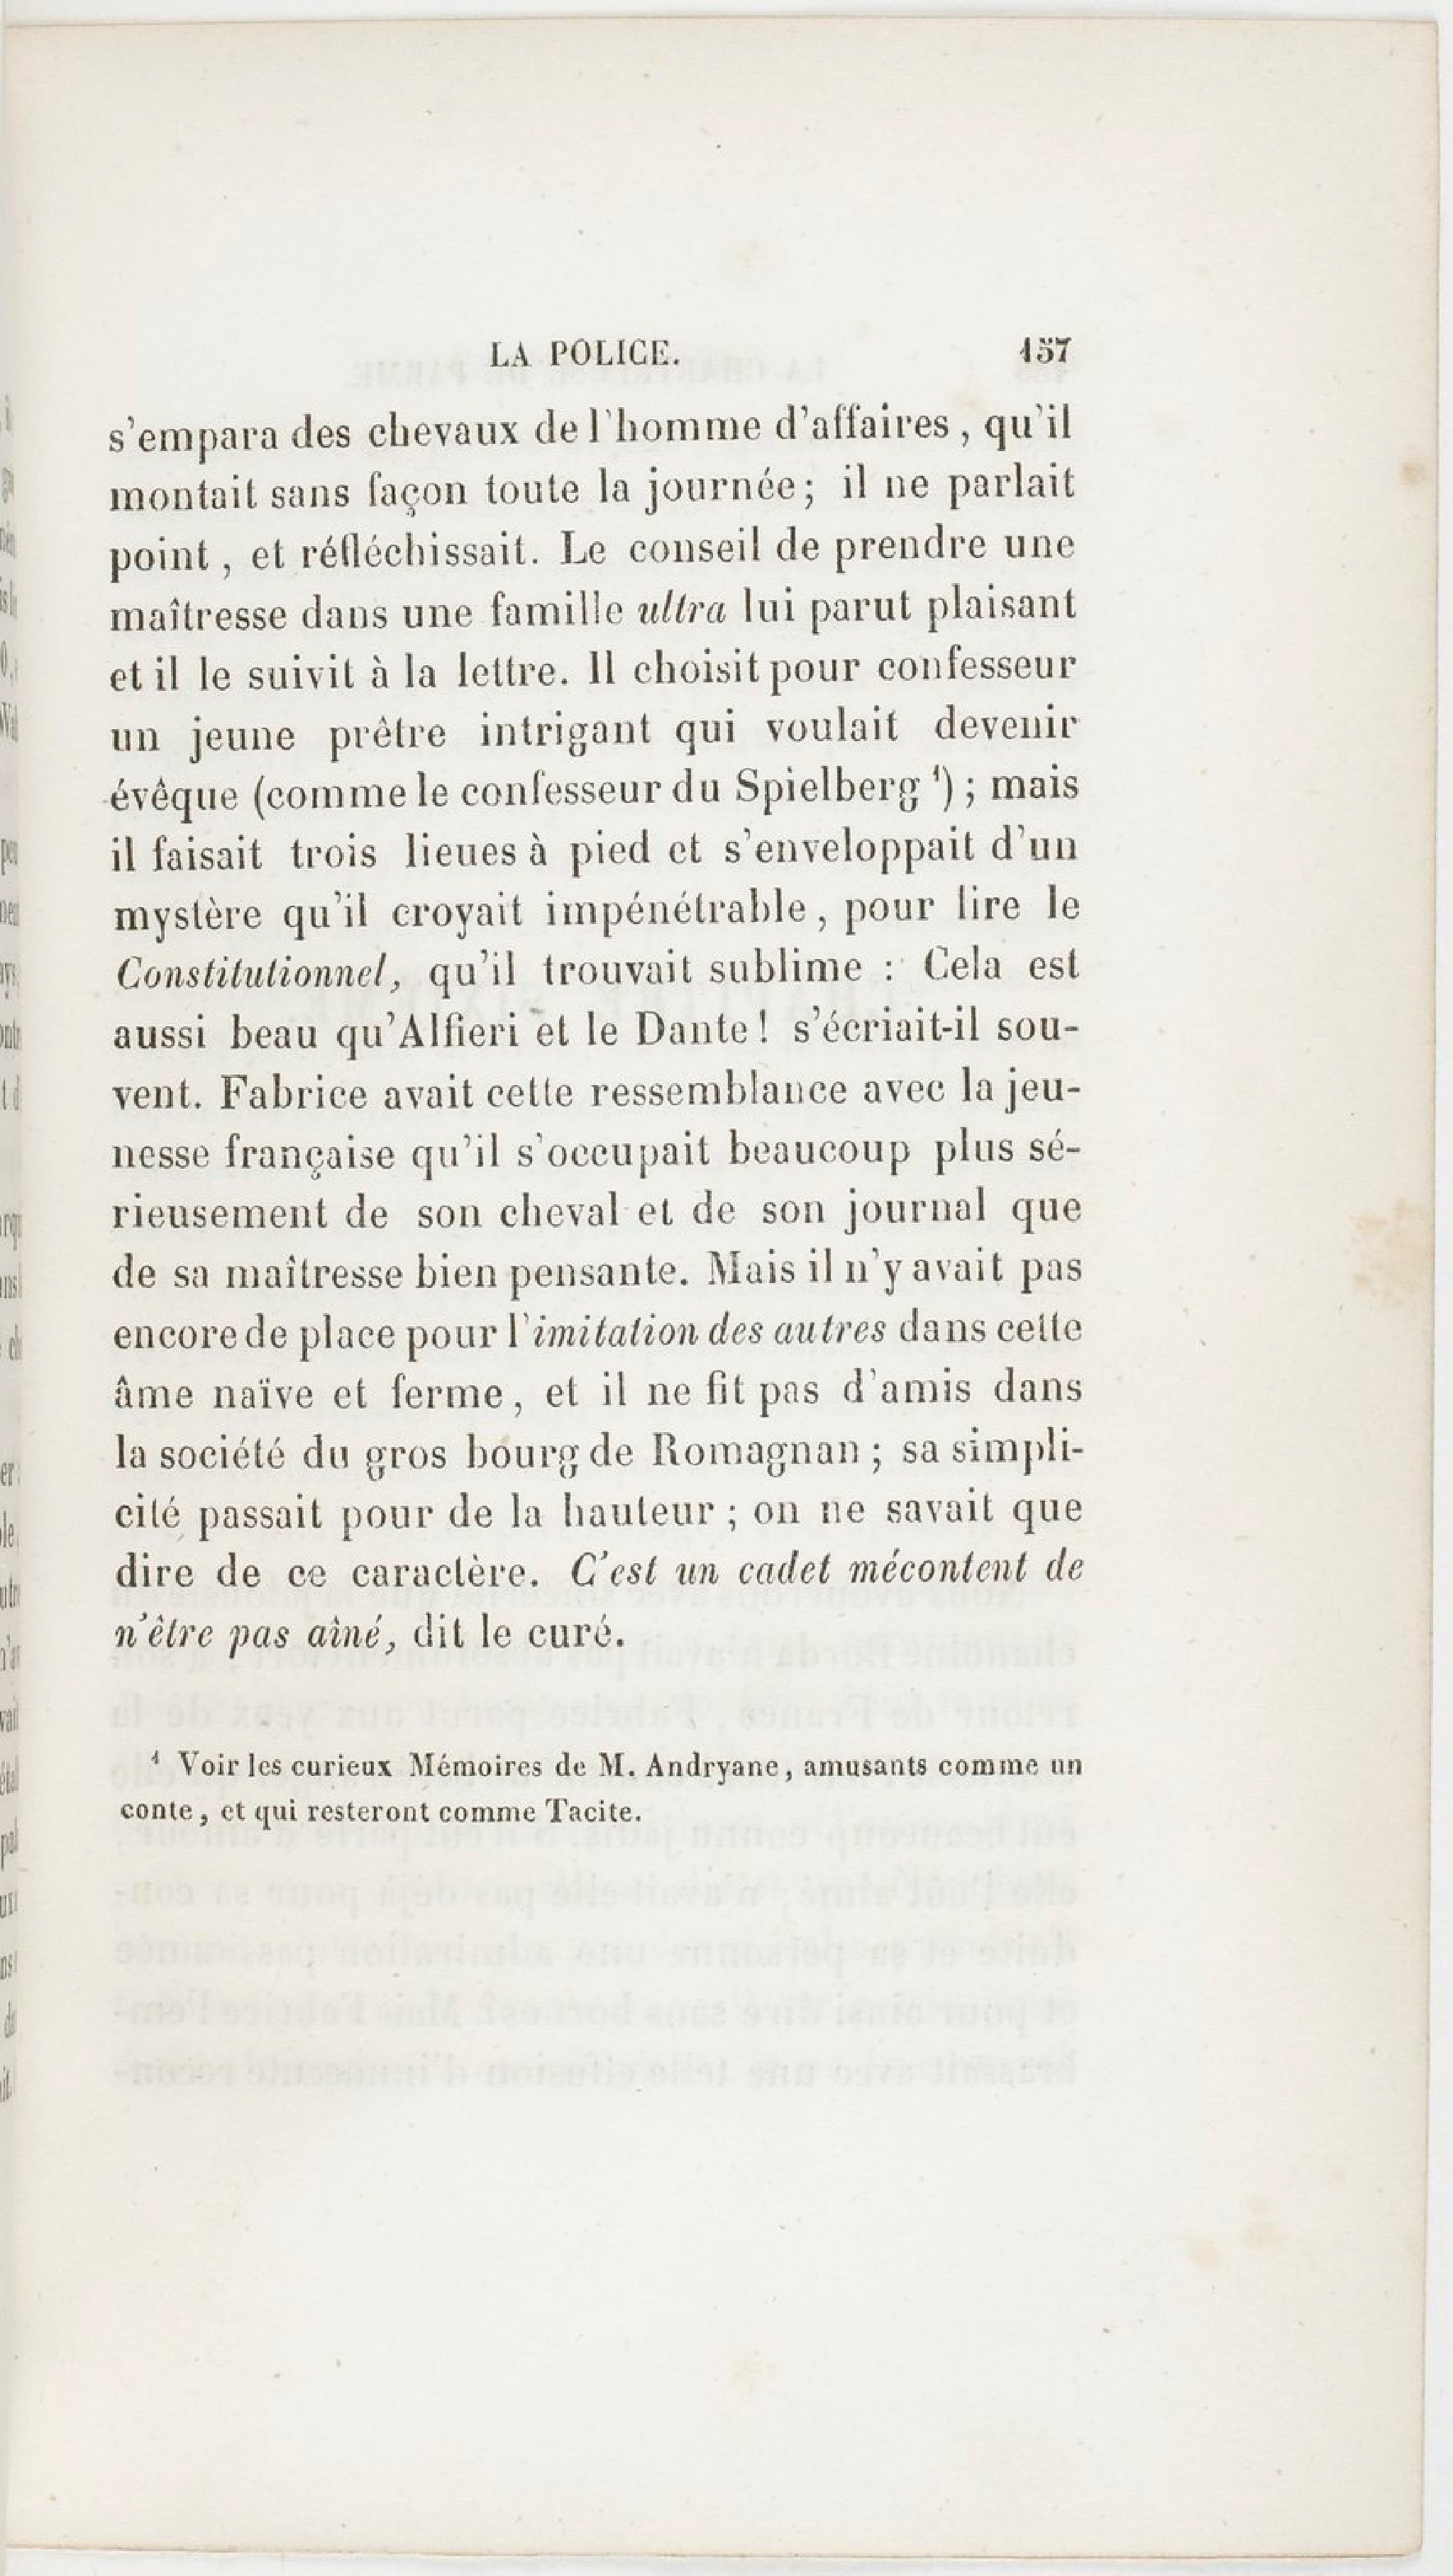 LA POLICE. 157
s'empara des chevaux de l'homme d'affaires, qu'il
montait sans façon toute la journée; il ne parlait
point, et réfléchissait. Le conseil de prendre une
maîtresse dans une famille ultra lui parut plaisant
et il le suivit à la lettre. Il choisit pour confesseur
un jeune prêtre intrigant qui voulait devenir
évêque (comme le confesseur du Spielberg ¹) ; mais
il faisait trois lieues à pied et s'enveloppait d'un
mystère qu'il croyait impénétrable, pour lire le
Constitutionnel, qu'il trouvait sublime : Cela est
aussi beau qu'Alfieri et le Dante! s'écriait-il sou-
vent. Fabrice avait cette ressemblance avec la jeu-
nesse française qu'il s'occupait beaucoup plus sé-
rieusement de son cheval et de son journal que
de sa maîtresse bien pensante. Mais il n'y avait pas
encore de place pour l'imitation des autres dans cette
âme naïve et ferme, et il ne fit pas d'amis dans
la société du gros bourg de Romagnan ; sa simpli-
cité passait pour de la hauteur ; on ne savait que
dire de ce caractère. C'est un cadet mécontent de
n'être pas aîné, dit le curé.
¹ Voir les curieux Mémoires de M. Andryane, amusants comme un
conte, et qui resteront comme Tacite.